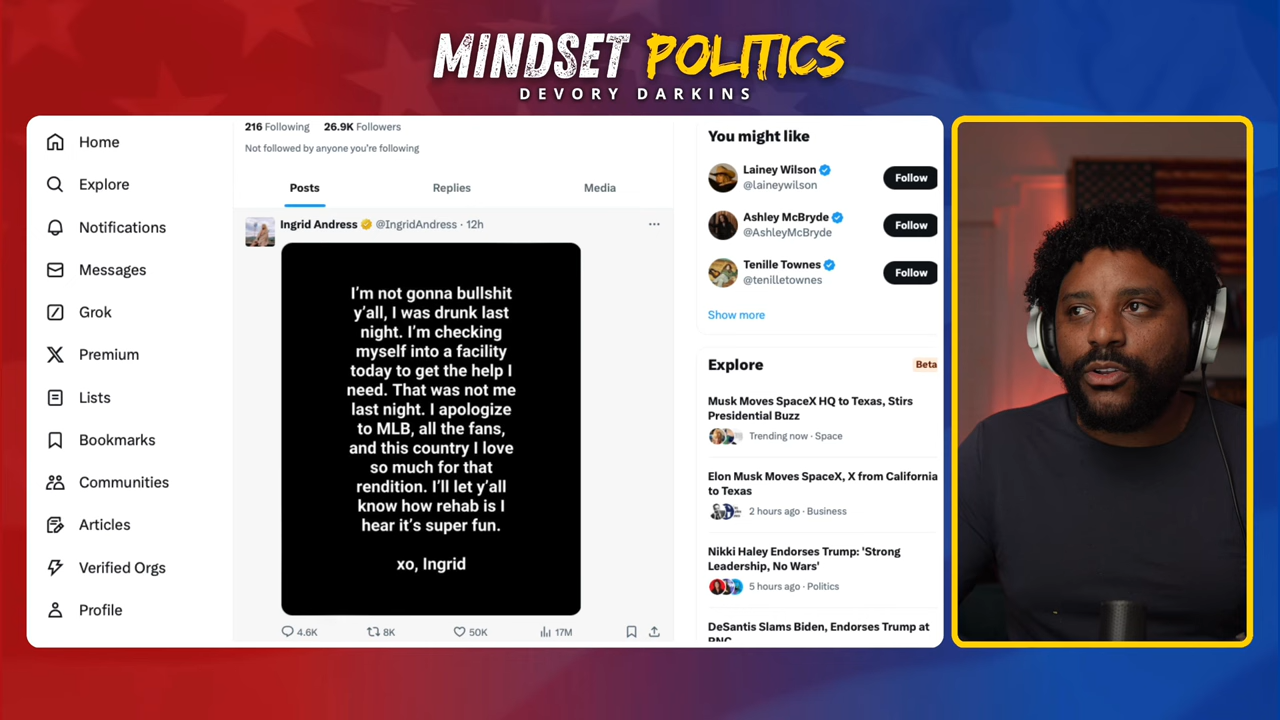 MINDSET POLITICS
DEVORY DARKINS
Home
Explore
Notifications
Messages
Grok
Premium
Lists
Bookmarks
Communities
Articles
Verified Orgs
Profile
216 Following 26.9K Followers
Not followed by anyone you're following
Posts Replies Media
Ingrid Andress @IngridAndress · 12h
I'm not gonna bullshit
y'all, I was drunk last
night. I'm checking
myself into a facility
today to get the help I
need. That was not me
last night. I apologize
to MLB, all the fans,
and this country I love
so much for that
rendition. I'll let y'all
know how rehab is I
hear it's super fun.
xo, Ingrid
4.6K 8K 50K 17M
You might like
Lainey Wilson
@laineywilson
Follow
Ashley McBryde
@AshleyMcBryde
Follow
Tenille Townes
@tenilletownes
Follow
Show more
Explore Beta
Musk Moves SpaceX HQ to Texas, Stirs
Presidential Buzz
Trending now · Space
Elon Musk Moves SpaceX, X from California
to Texas
2 hours ago · Business
Nikki Haley Endorses Trump: 'Strong
Leadership, No Wars'
5 hours ago · Politics
DeSantis Slams Biden, Endorses Trump at
RNC